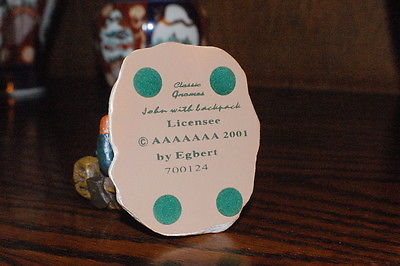 Classic
Gnomes
John with backpack
Licensee
© AAAAAAA 2001
by Egbert
700124